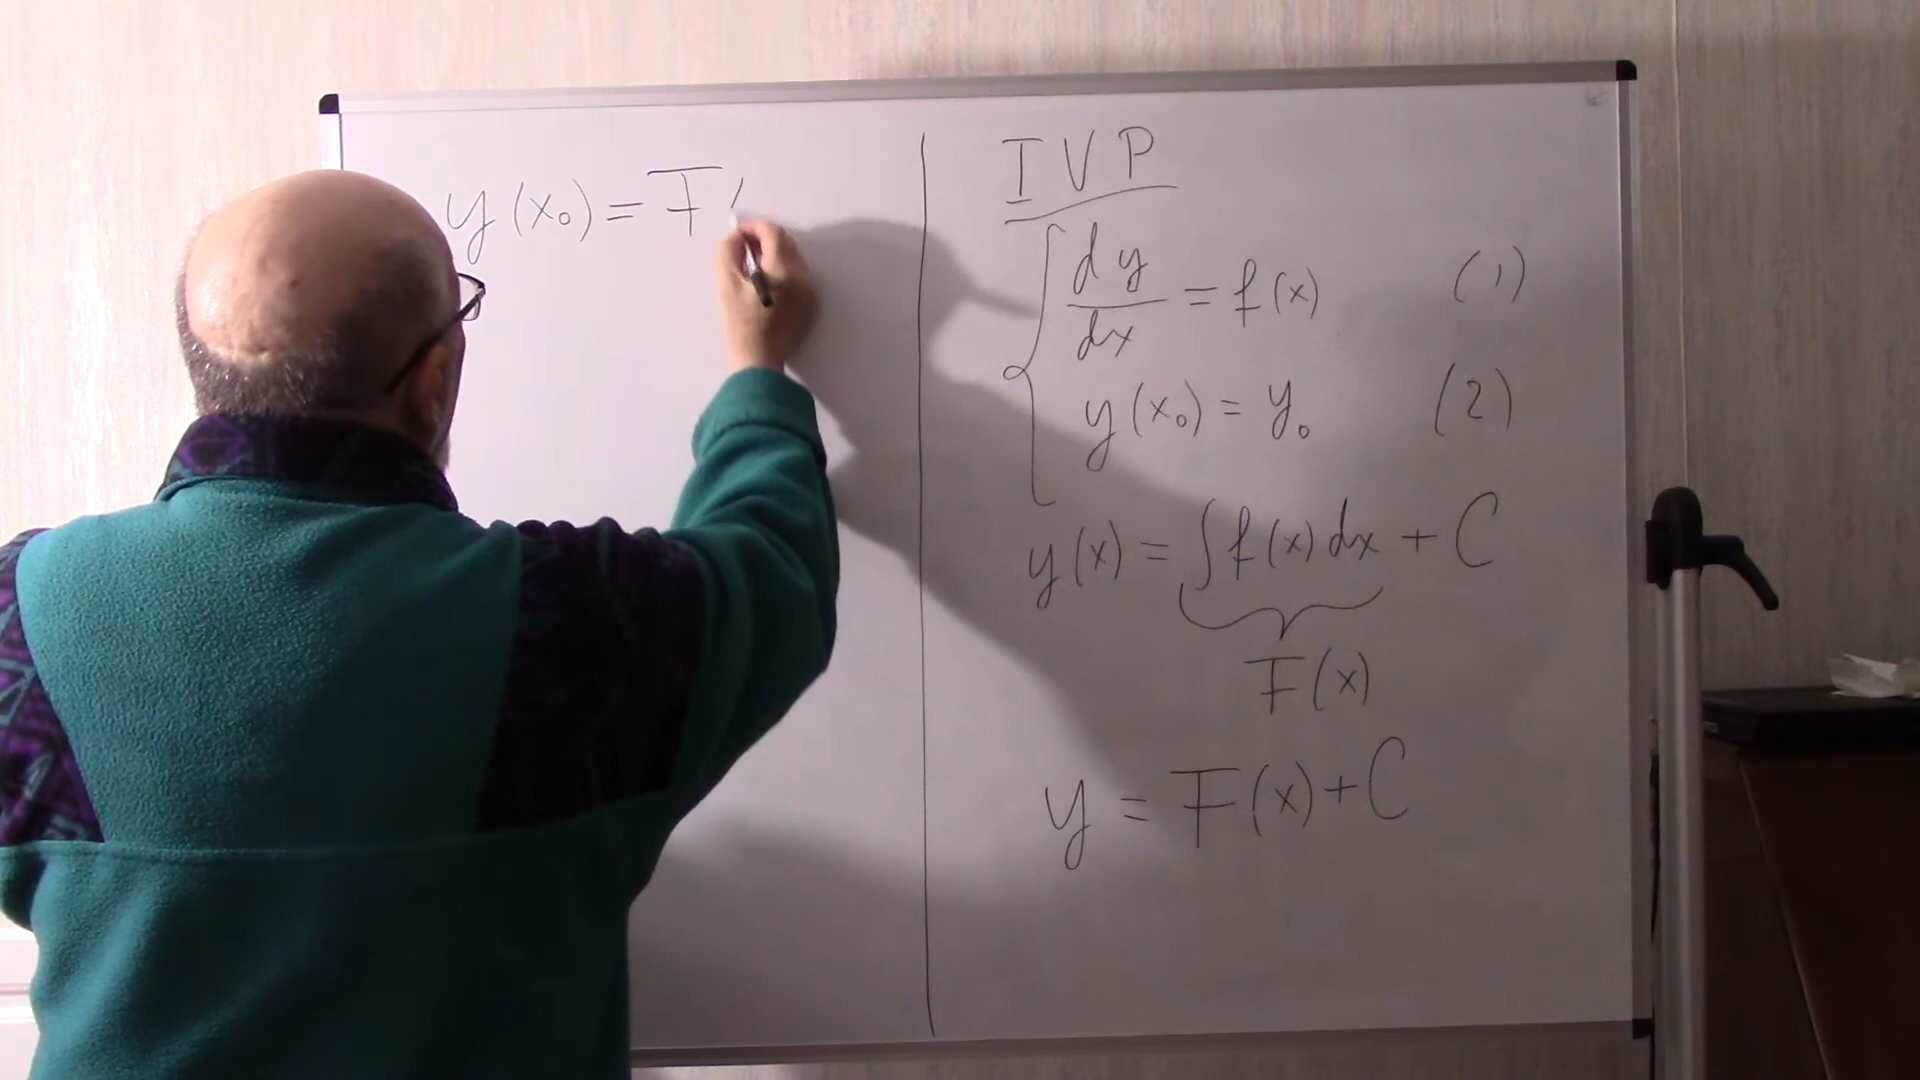 y(x₀) = F(
IVP
dy/dx = f(x) (1)
y(x₀) = y₀ (2)
y(x) = ∫f(x)dx + C
F(x)
y = F(x)+C